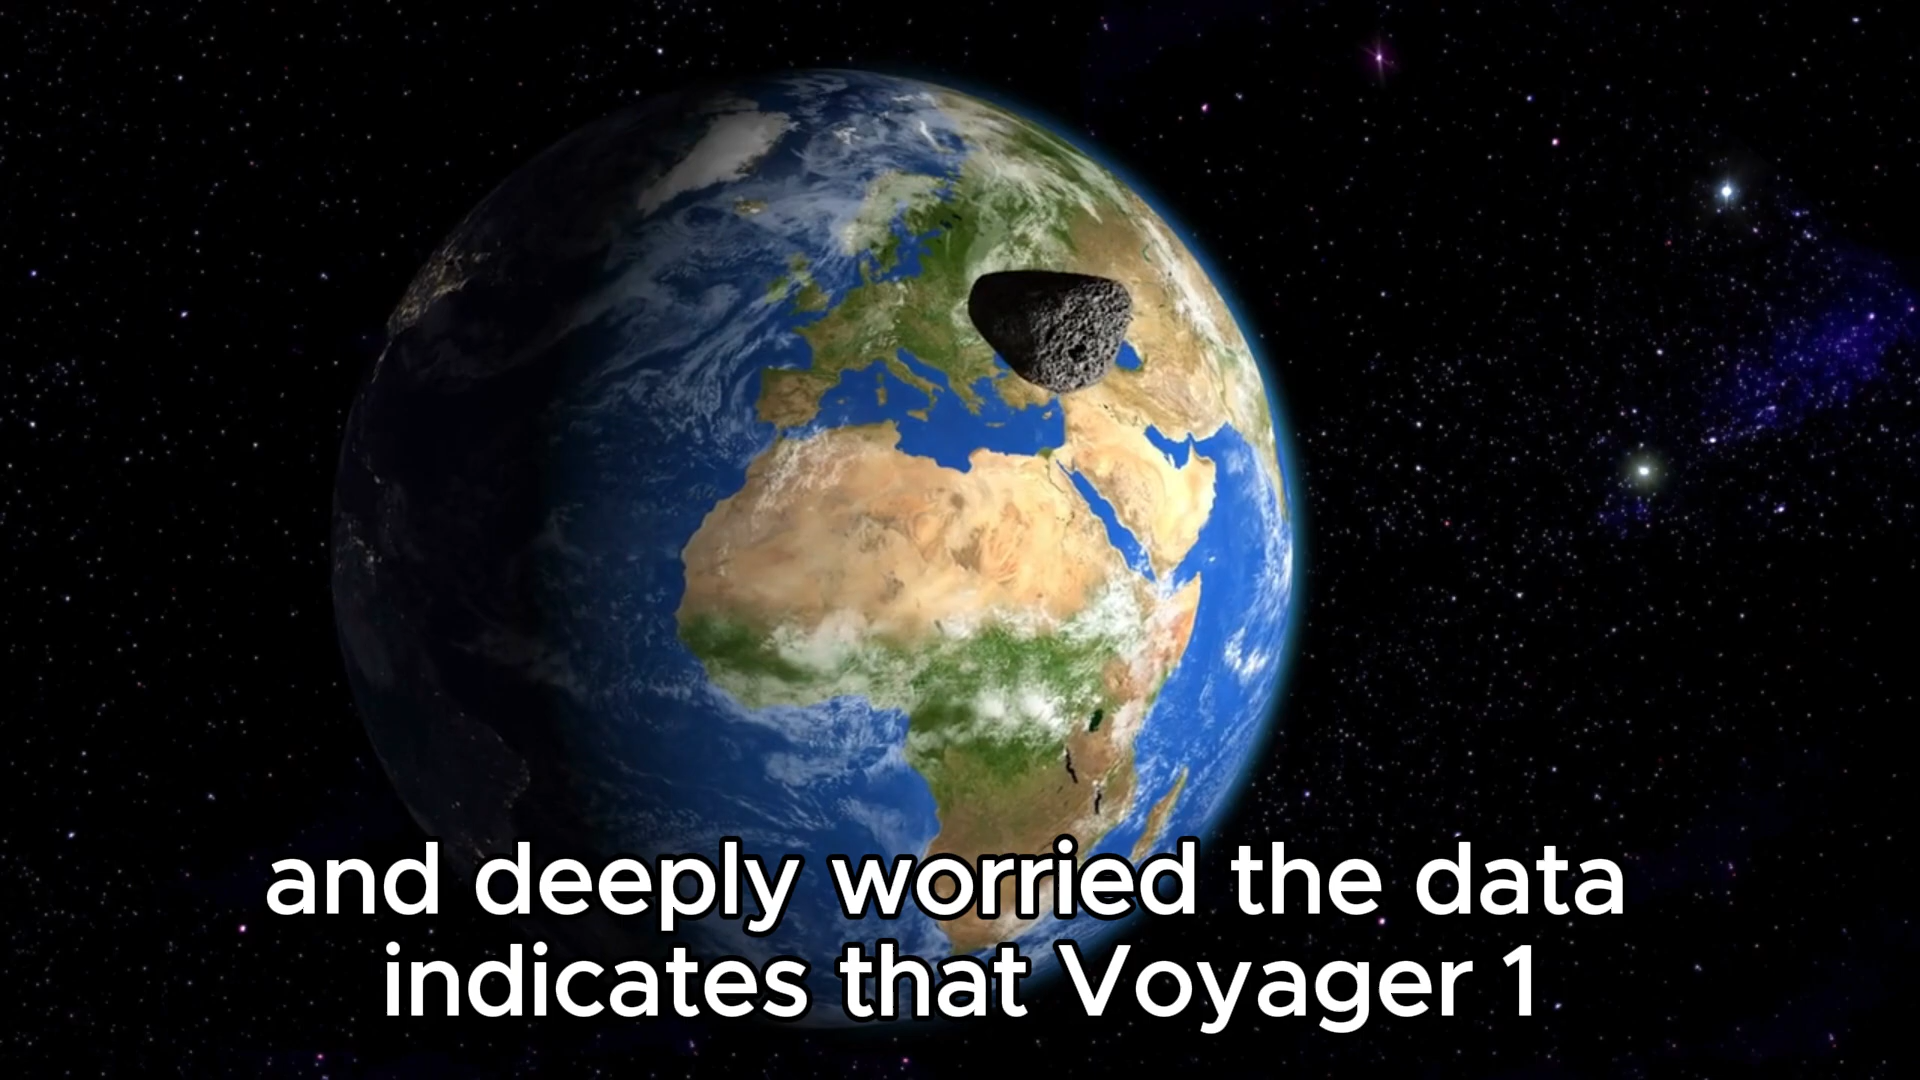 and deeply worried the data
indicates that Voyager 1